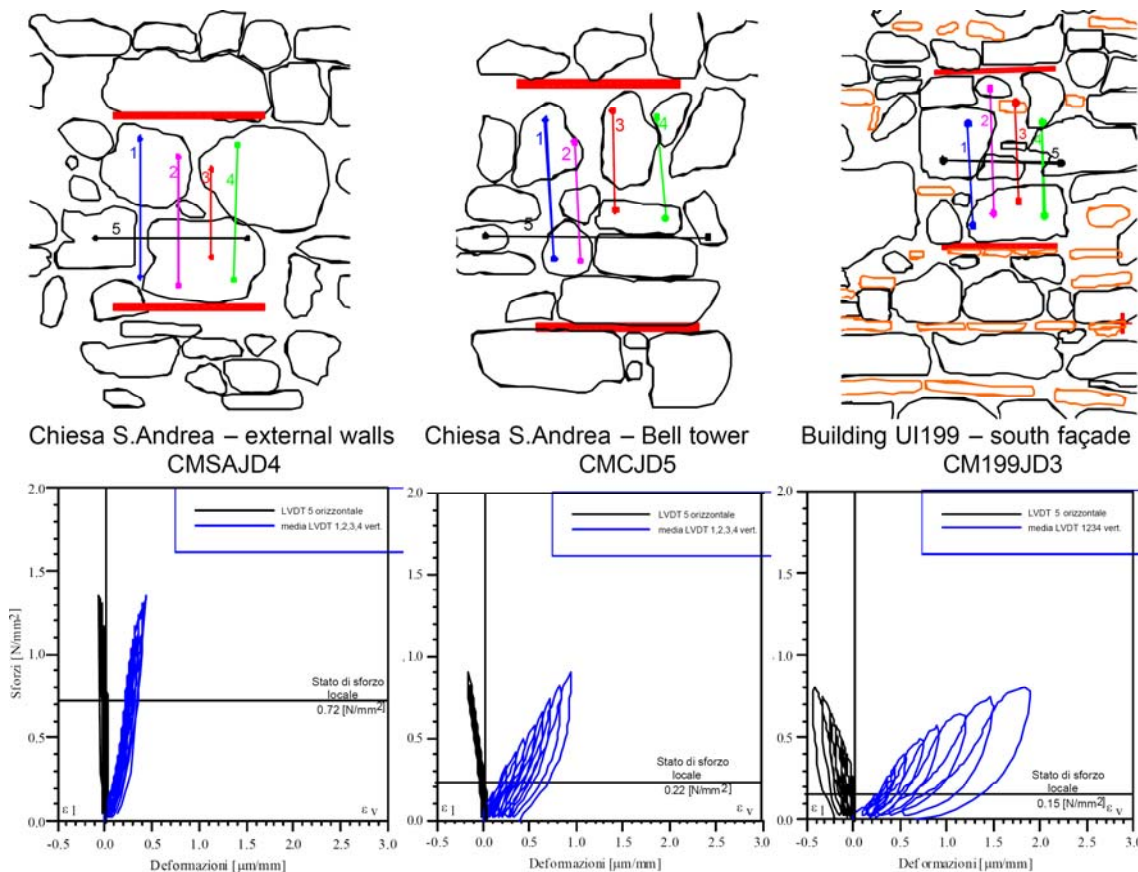 1
2
3
4
5
1
2
3
4
5
1
2
3
4
5
Chiesa S.Andrea – external walls
CMSAJD4
Chiesa S.Andrea – Bell tower
CMCJD5
Building UI199 – south façade
CM199JD3
LVDT 5 orizzontale
media LVDT 1,2,3,4 vert.
Sforzi [N/mm²]
2.0
1.5
1.0
0.5
0.0
Stato di sforzo
locale
0.72 [N/mm²]
ε l
ε v
-0.5 0.0 0.5 1.0 1.5 2.0 2.5 3.0
Deformazioni [μm/mm]
LVDT 5 orizzontale
media LVDT 1,2,3,4 vert.
2.0
1.5
.0
0.5
0.0
Stato di sforzo
locale
0.22 [N/mm²]
ε l
ε v
-0.5 0.0 0.5 1.0 1.5 2.0 2.5 3.0
Deformazioni [μm/mm]
LVDT 5 orizzontale
media LVDT 1234 vert.
2.0
1.5
.0
0.5
0.0
Stato di sforzo
locale
0.15 [N/mm²]
ε l
ε v
-0.5 0.0 0.5 1.0 1.5 2.0 2.5 3.0
Deformazioni [μm/mm]